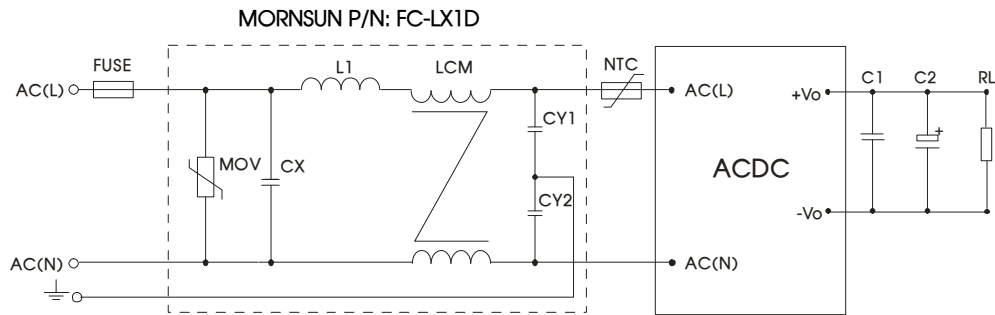 MORNSUN P/N: FC-LX1D
FUSE
L1
LCM
NTC
C1
C2
RL
AC(L)
AC(L)
+Vo
CY1
+
MOV
CX
ACDC
CY2
-Vo
AC(N)
AC(N)